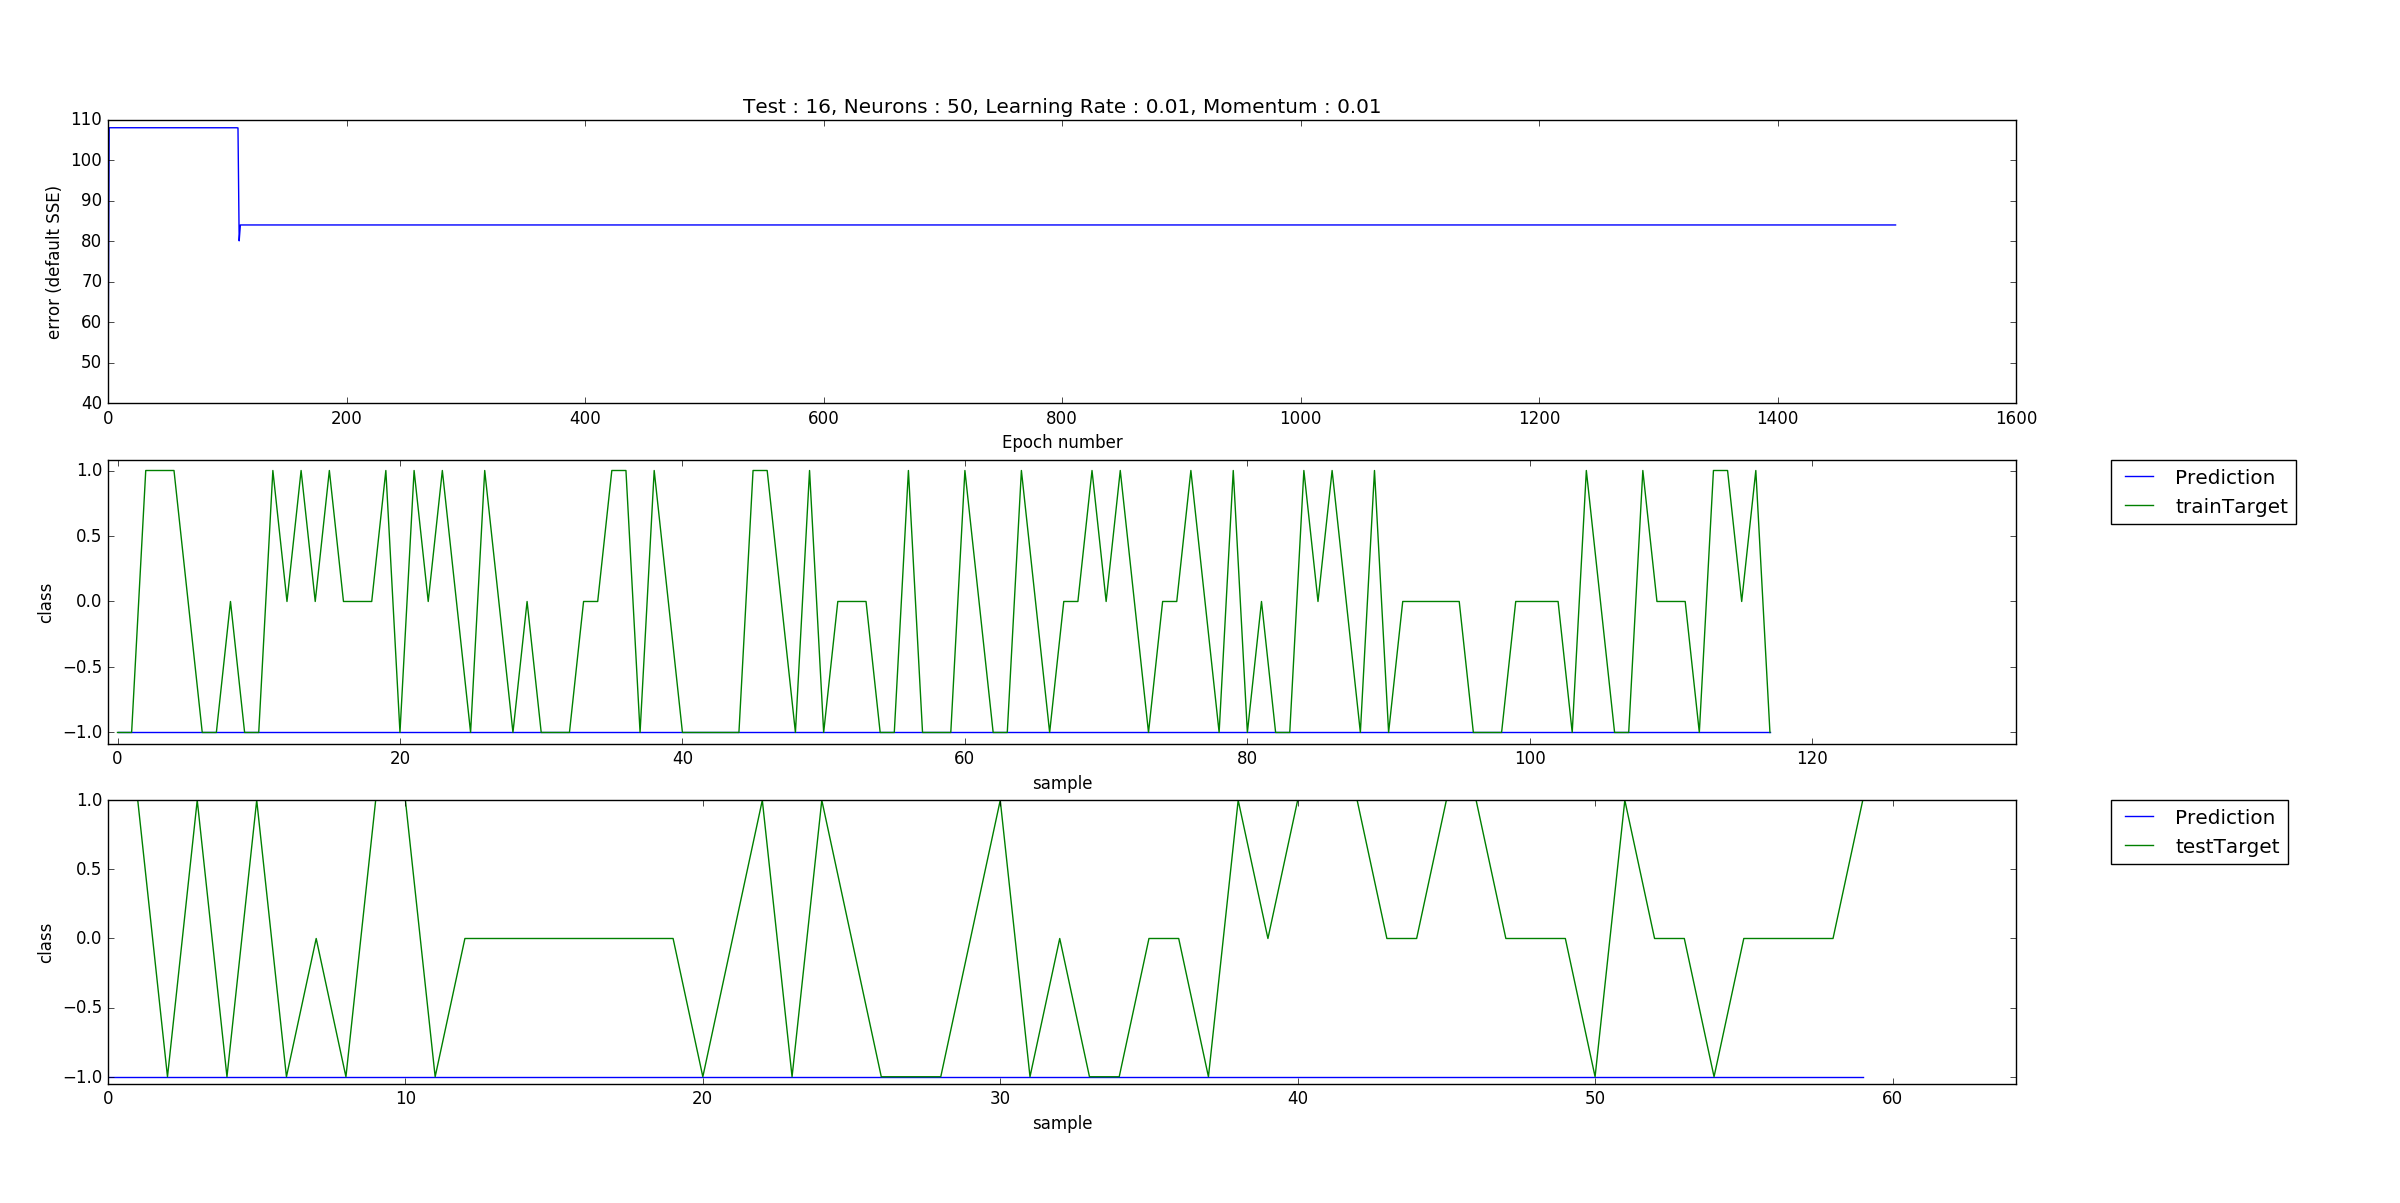 Test : 16, Neurons : 50, Learning Rate : 0.01, Momentum : 0.01
110
100
90
80
70
60
50
40
error (default SSE)
0 200 400 600 800 1000 1200 1400 1600
Epoch number
1.0
0.5
0.0
−0.5
−1.0
class
0 20 40 60 80 100 120
sample
Prediction
trainTarget
1.0
0.5
0.0
−0.5
−1.0
class
0 10 20 30 40 50 60
sample
Prediction
testTarget